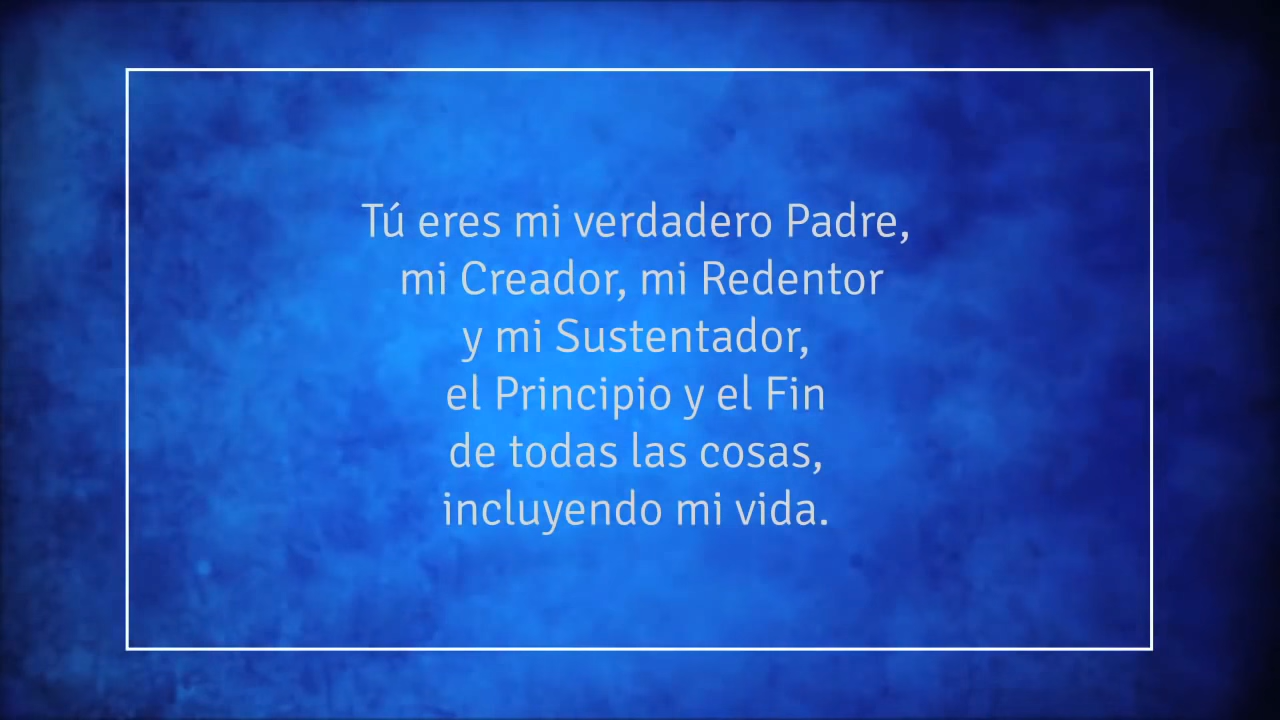 Tú eres mi verdadero Padre,
mi Creador, mi Redentor
y mi Sustentador,
el Principio y el Fin
de todas las cosas,
incluyendo mi vida.